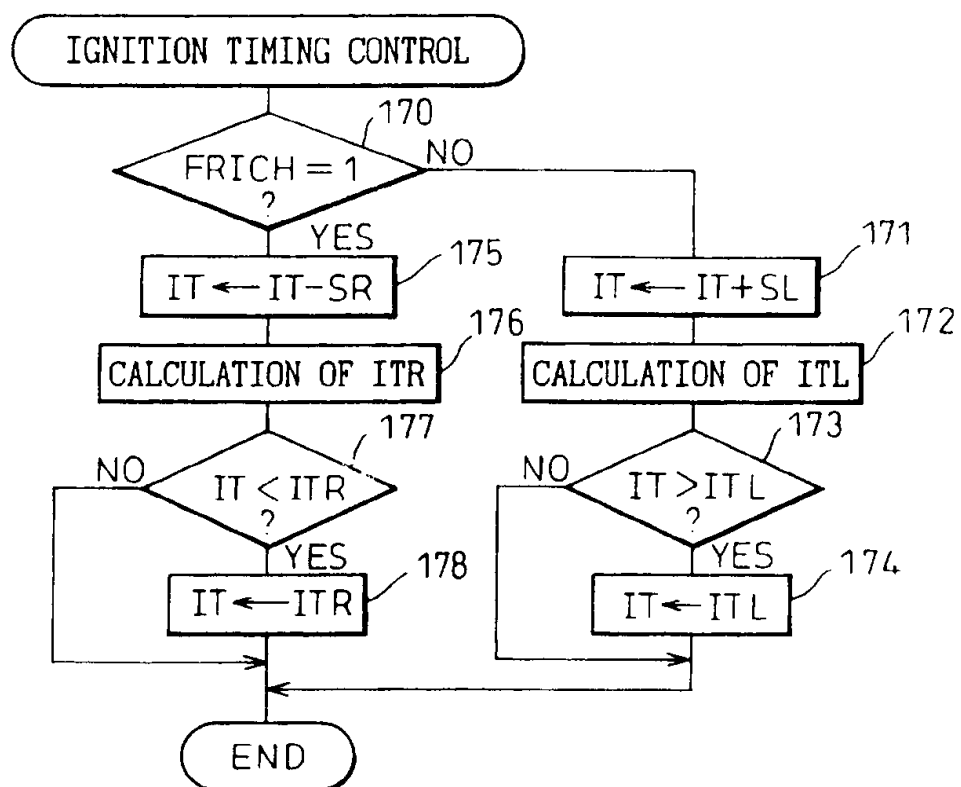 IGNITION TIMING CONTROL
170
FRICH = 1
?
NO
YES
175
IT ← IT-SR
171
IT ← IT+SL
176
CALCULATION OF ITR
172
CALCULATION OF ITL
177
NO
IT < ITR
?
YES
173
NO
IT > ITL
?
YES
178
IT ← ITR
174
IT ← ITL
END